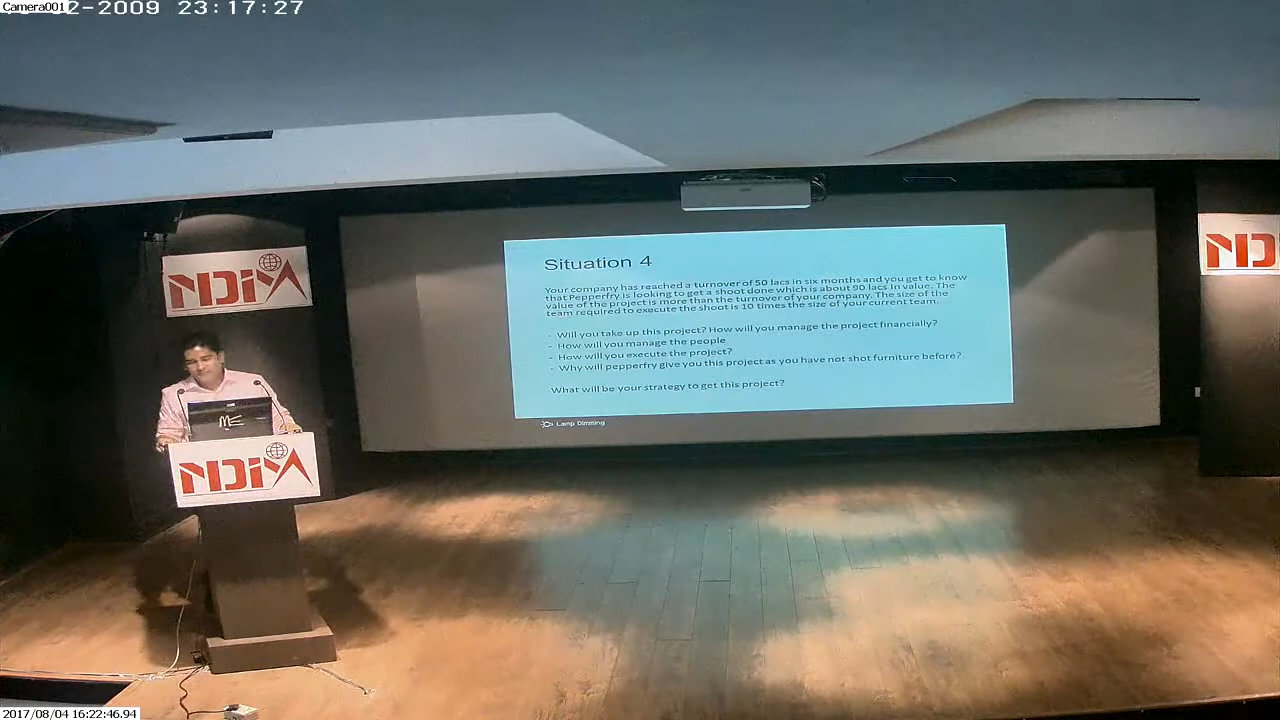 Camera001
2-2009 23:17:27
NDIM
ND
Situation 4
Your company has reached a turnover of 50 lacs in six months and you get to know
that Pepperfry is looking to get a shoot done which is about 90 lacs in value. The
value of the project is more than the turnover of your company. The size of the
team required to execute the shoot is 10 times the size of your current team.
- Will you take up this project? How will you manage the project financially?
- How will you manage the people
- How will you execute the project?
- Why will pepperfry give you this project as you have not shot furniture before?
What will be your strategy to get this project?
Lamp Dimming
NDIM
2017/08/04 16:22:46.94